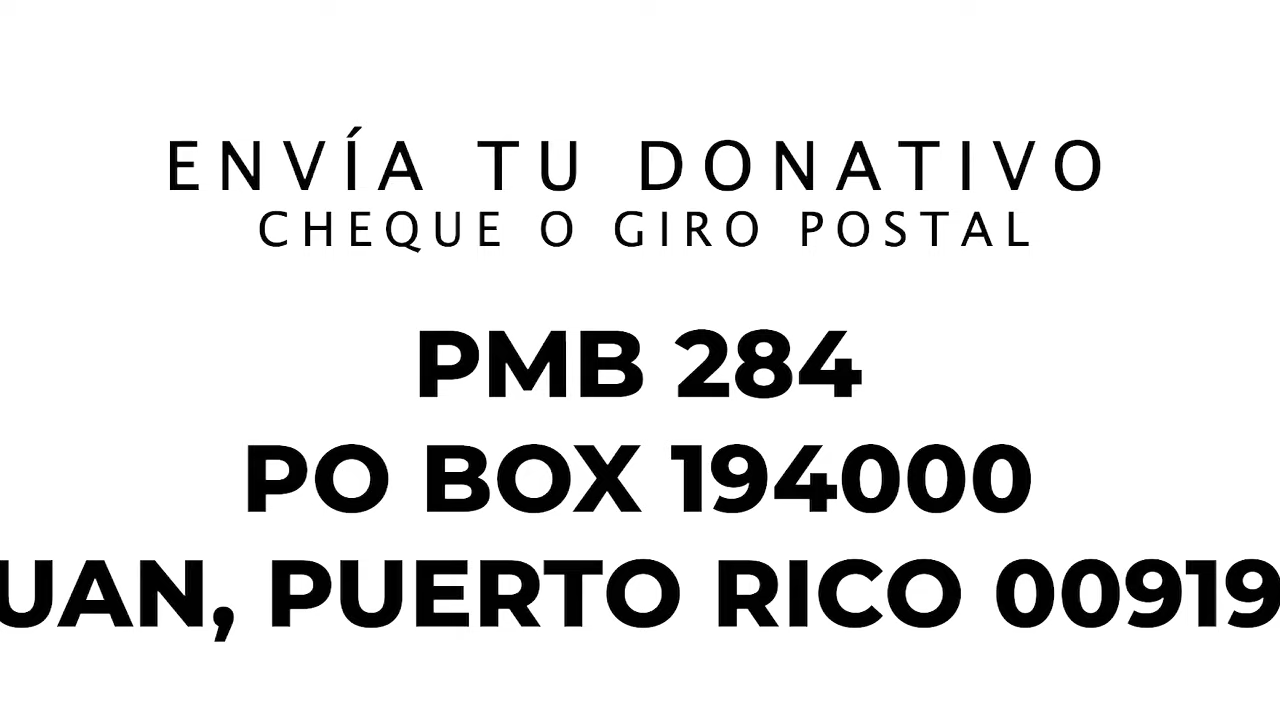 ENVÍA TU DONATIVO
CHEQUE O GIRO POSTAL
PMB 284
PO BOX 194000
UAN, PUERTO RICO 00919